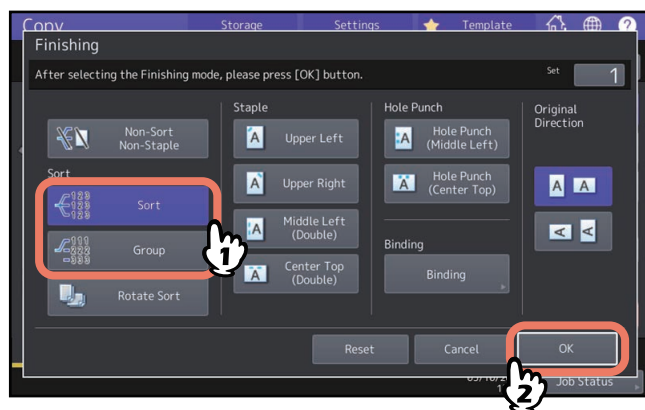 Copy
Storage
Settings
Template
?
Finishing
After selecting the Finishing mode, please press [OK] button.
Set
1
Non-Sort
Non-Staple
Sort
Sort
Group
Rotate Sort
Staple
Upper Left
Upper Right
Middle Left
(Double)
Center Top
(Double)
Hole Punch
Hole Punch
(Middle Left)
Hole Punch
(Center Top)
Binding
Binding
Original
Direction
A A
A A
1
Reset
Cancel
OK
2
Job Status